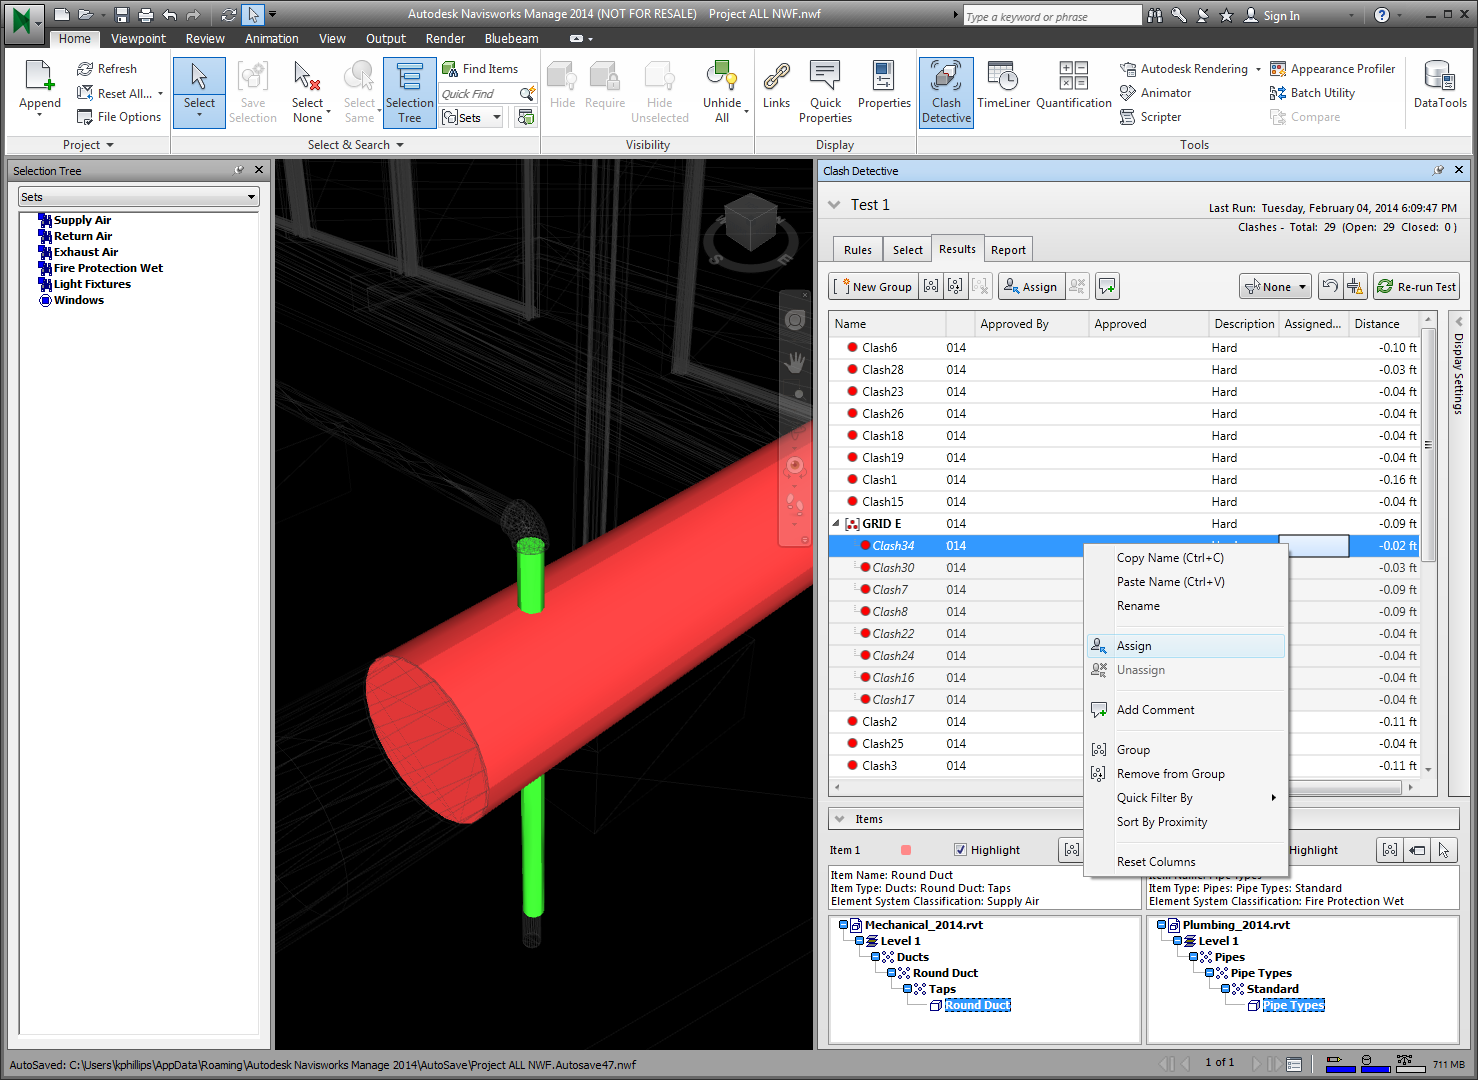 Autodesk Navisworks Manage 2014 (NOT FOR RESALE) Project ALL NWF.nwf
Type a keyword or phrase
Sign In
Home Viewpoint Review Animation View Output Render Bluebeam
Append
Refresh
Reset All...
File Options
Project
Select
Save Selection
Select None
Select Same
Selection Tree
Find Items
Quick Find
Sets
Select & Search
Hide
Require
Hide Unselected
Unhide All
Visibility
Links
Quick Properties
Properties
Display
Clash Detective
TimeLiner
Quantification
Autodesk Rendering
Animator
Scripter
Appearance Profiler
Batch Utility
Compare
Tools
DataTools
Selection Tree
Sets
Supply Air
Return Air
Exhaust Air
Fire Protection Wet
Light Fixtures
Windows
S
E
Clash Detective
Test 1
Last Run: Tuesday, February 04, 2014 6:09:47 PM
Clashes - Total: 29 (Open: 29 Closed: 0 )
Rules Select Results Report
New Group Assign None Re-run Test
Name Approved By Approved Description Assigned... Distance
Clash6 014 Hard -0.10 ft
Clash28 014 Hard -0.03 ft
Clash23 014 Hard -0.04 ft
Clash26 014 Hard -0.04 ft
Clash18 014 Hard -0.04 ft
Clash19 014 Hard -0.04 ft
Clash1 014 Hard -0.16 ft
Clash15 014 Hard -0.04 ft
GRID E 014 Hard -0.09 ft
Clash34 014 -0.02 ft
Clash30 014 -0.03 ft
Clash7 014 -0.09 ft
Clash8 014 -0.09 ft
Clash22 014 -0.04 ft
Clash24 014 -0.04 ft
Clash16 014 -0.04 ft
Clash17 014 -0.04 ft
Clash2 014 -0.11 ft
Clash25 014 -0.04 ft
Clash3 014 -0.11 ft
Display Settings
Copy Name (Ctrl+C)
Paste Name (Ctrl+V)
Rename
Assign
Unassign
Add Comment
Group
Remove from Group
Quick Filter By
Sort By Proximity
Reset Columns
Items
Item 1 Highlight
Highlight
Item Name: Round Duct
Item Type: Ducts: Round Duct: Taps
Element System Classification: Supply Air
Item Name: Pipe Types
Item Type: Pipes: Pipe Types: Standard
Element System Classification: Fire Protection Wet
Mechanical_2014.rvt
Level 1
Ducts
Round Duct
Taps
Round Duct
Plumbing_2014.rvt
Level 1
Pipes
Pipe Types
Standard
Pipe Types
AutoSaved: C:\Users\kphillips\AppData\Roaming\Autodesk Navisworks Manage 2014\AutoSave\Project ALL NWF.Autosave47.nwf
1 of 1
711 MB